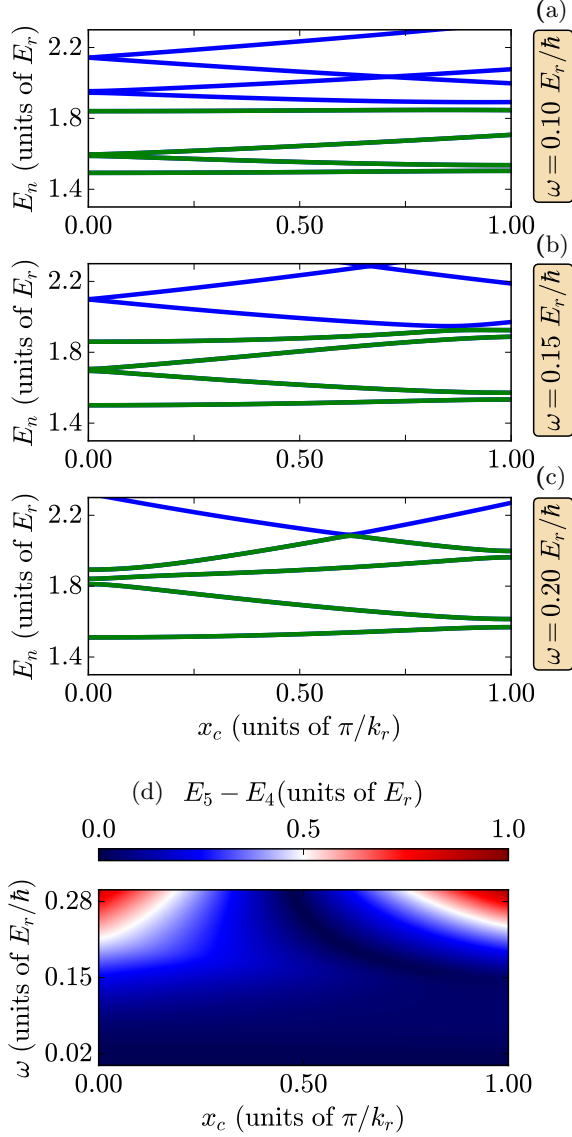 (a)
2.2
1.8
1.4
E_n (units of E_r)
0.00 0.50 1.00
ω = 0.10 E_r/ħ
(b)
2.2
1.8
1.4
E_n (units of E_r)
0.00 0.50 1.00
ω = 0.15 E_r/ħ
(c)
2.2
1.8
1.4
E_n (units of E_r)
0.00 0.50 1.00
x_c (units of π/k_r)
ω = 0.20 E_r/ħ
(d) E_5 − E_4(units of E_r)
0.0 0.5 1.0
0.28
0.15
0.02
ω (units of E_r/ħ)
0.00 0.50 1.00
x_c (units of π/k_r)